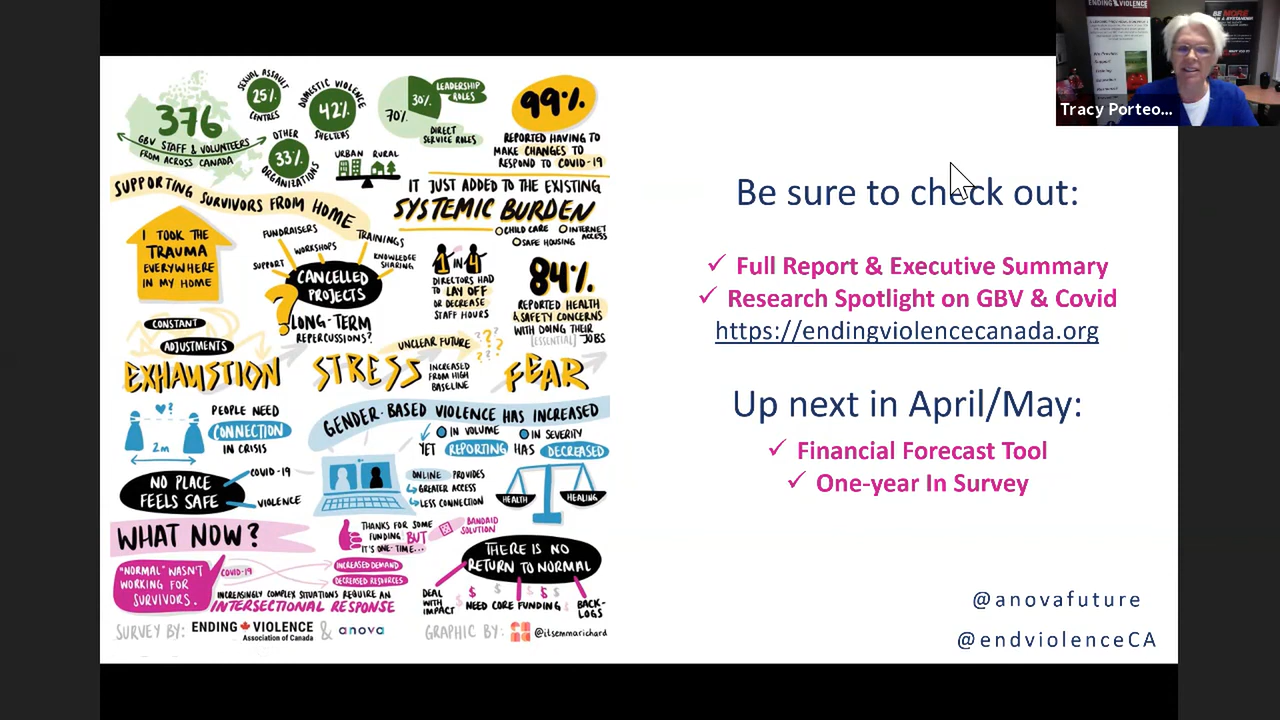 376
GBV STAFF & VOLUNTEERS
FROM ACROSS CANADA
SEXUAL ASSAULT
25%
CENTRES
DOMESTIC VIOLENCE
42%
SHELTERS
OTHER
33%
ORGANIZATIONS
30%
LEADERSHIP
ROLES
70%
DIRECT
SERVICE ROLES
URBAN RURAL
99%
REPORTED HAVING TO
MAKE CHANGES TO
RESPOND TO COVID-19
SUPPORTING SURVIVORS FROM HOME
IT JUST ADDED TO THE EXISTING
SYSTEMIC BURDEN
CHILD CARE
INTERNET
ACCESS
SAFE HOUSING
I TOOK THE
TRAUMA
EVERYWHERE
IN MY HOME
FUNDRAISERS
WORKSHOPS
TRAININGS
SUPPORT
KNOWLEDGE
SHARING
CANCELLED
PROJECTS
?
LONG-TERM
REPERCUSSIONS?
1 IN 4
DIRECTORS HAD
TO LAY OFF
OR DECREASE
STAFF HOURS
84%
REPORTED HEALTH
& SAFETY CONCERNS
WITH DOING THEIR
[ESSENTIAL] JOBS
CONSTANT
ADJUSTMENTS
UNCLEAR FUTURE
???
EXHAUSTION
STRESS
INCREASED
FROM HIGH
BASELINE
FEAR
?
2m
PEOPLE NEED
CONNECTION
IN CRISIS
GENDER-BASED VIOLENCE HAS INCREASED
IN VOLUME
IN SEVERITY
YET REPORTING HAS DECREASED
NO PLACE
FEELS SAFE
COVID-19
VIOLENCE
ONLINE PROVIDES
GREATER ACCESS
LESS CONNECTION
HEALTH
HEALING
WHAT NOW?
THANKS FOR SOME
FUNDING BUT
IT'S ONE-TIME...
BANDAID
SOLUTION
"NORMAL" WASN'T
WORKING FOR
SURVIVORS.
COVID-19
INCREASED DEMAND
DECREASED RESOURCES
INCREASINGLY COMPLEX SITUATIONS REQUIRE AN
INTERSECTIONAL RESPONSE
THERE IS NO
RETURN TO NORMAL
DEAL
WITH
IMPACT
$ $ $ $ $
NEED CORE FUNDING
BACK-
LOGS
SURVEY BY: ENDING VIOLENCE
Association of Canada
& anova
GRAPHIC BY: @itsemmarichard
Be sure to check out:
✓ Full Report & Executive Summary
✓ Research Spotlight on GBV & Covid
https://endingviolencecanada.org
Up next in April/May:
✓ Financial Forecast Tool
✓ One-year In Survey
@anovafuture
@endviolenceCA
ENDING VIOLENCE
BE MORE
Tracy Porteo...